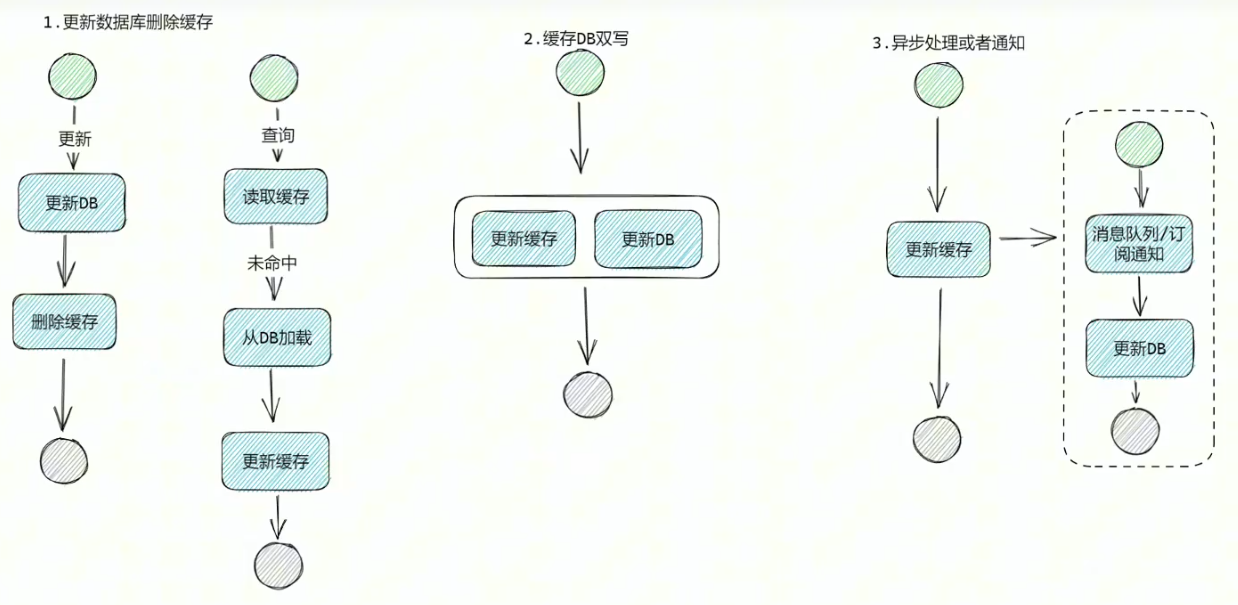 1.更新数据库删除缓存
更新
更新DB
删除缓存
查询
读取缓存
未命中
从DB加载
更新缓存
2.缓存DB双写
更新缓存
更新DB
3.异步处理或者通知
更新缓存
消息队列/订
阅通知
更新DB